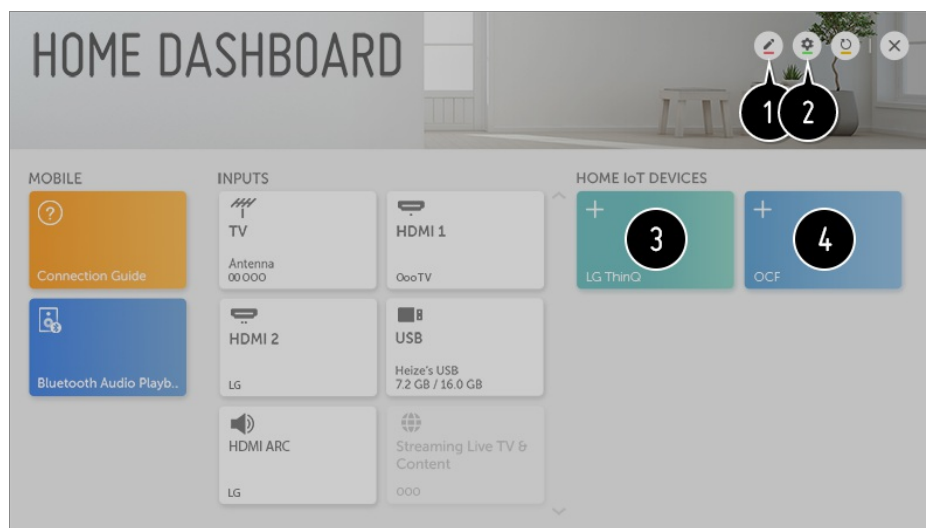 HOME DASHBOARD
1 2
MOBILE
INPUTS
HOME IoT DEVICES
?
Connection Guide
TV
Antenna
00 000
HDMI 1
OooTV
3
LG ThinQ
4
OCF
Bluetooth Audio Playb..
HDMI 2
LG
USB
Heize's USB
7.2 GB / 16.0 GB
HDMI ARC
LG
Streaming Live TV &
Content
000